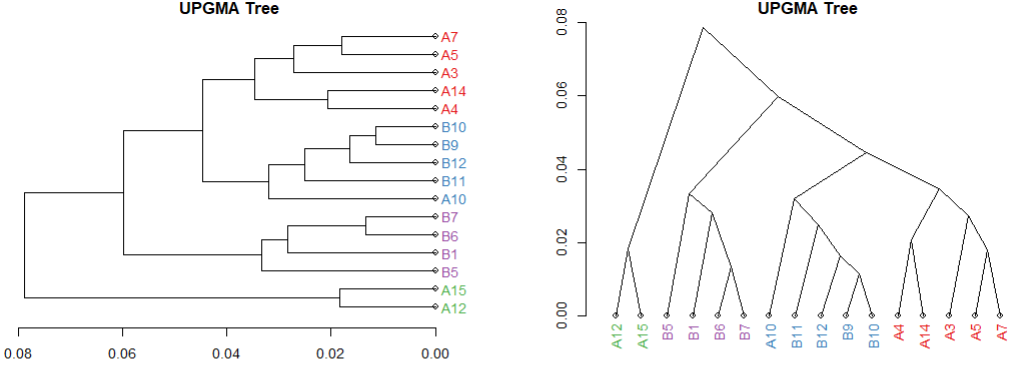 UPGMA Tree
A7
A5
A3
A14
A4
B10
B9
B12
B11
A10
B7
B6
B1
B5
A15
A12
0.08 0.06 0.04 0.02 0.00
UPGMA Tree
0.08
0.06
0.04
0.02
0.00
A12 A15 B5 B1 B6 B7 A10 B11 B12 B9 B10 A4 A14 A3 A5 A7